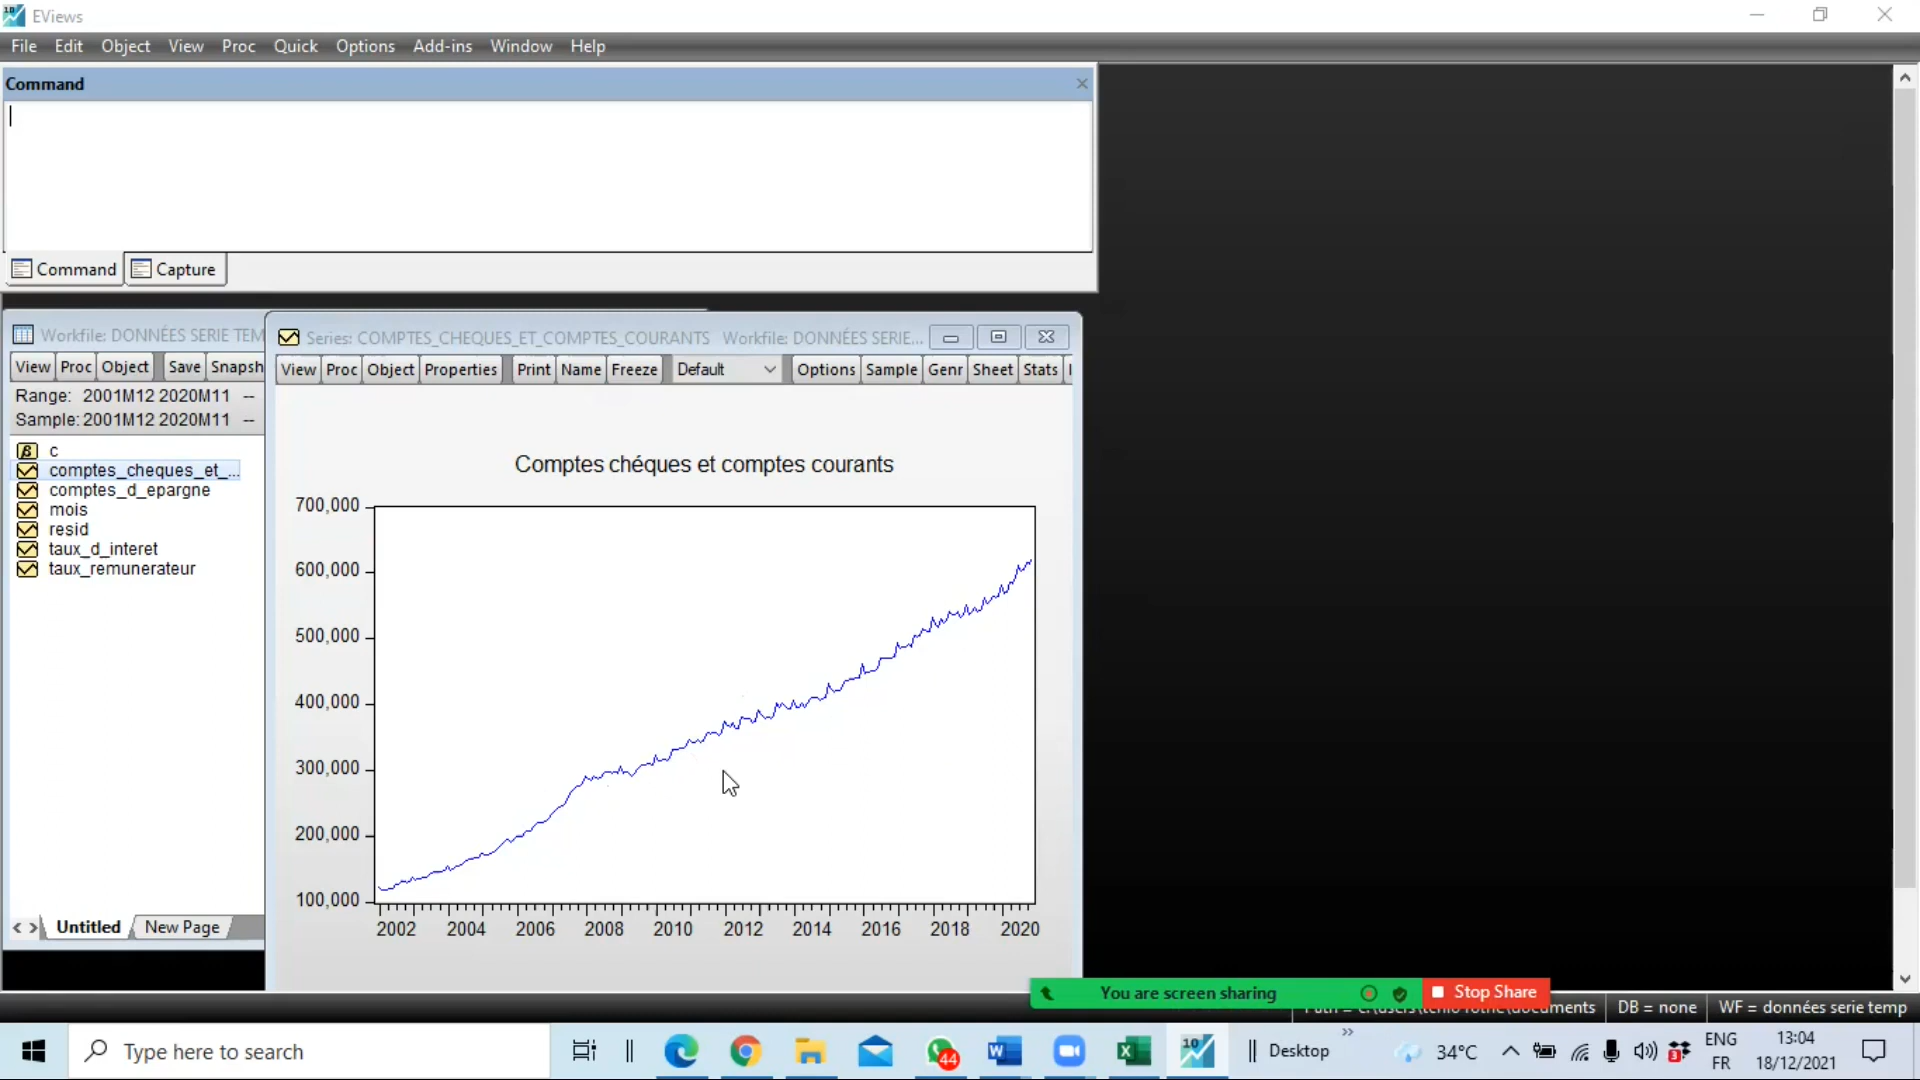 EViews
File Edit Object View Proc Quick Options Add-ins Window Help
Command
Command Capture
Workfile: DONNÉES SERIE TEM
View Proc Object Save Snapsh
Range: 2001M12 2020M11 --
Sample: 2001M12 2020M11 --
c
comptes_cheques_et_...
comptes_d_epargne
mois
resid
taux_d_interet
taux_remunerateur
Untitled New Page
Series: COMPTES_CHEQUES_ET_COMPTES_COURANTS Workfile: DONNÉES SERIE...
View Proc Object Properties Print Name Freeze Default Options Sample Genr Sheet Stats
Comptes chéques et comptes courants
700,000
600,000
500,000
400,000
300,000
200,000
100,000
2002 2004 2006 2008 2010 2012 2014 2016 2018 2020
You are screen sharing Stop Share
DB = none WF = données serie temp
Type here to search
44
10
Desktop
34°C
ENG
FR
13:04
18/12/2021